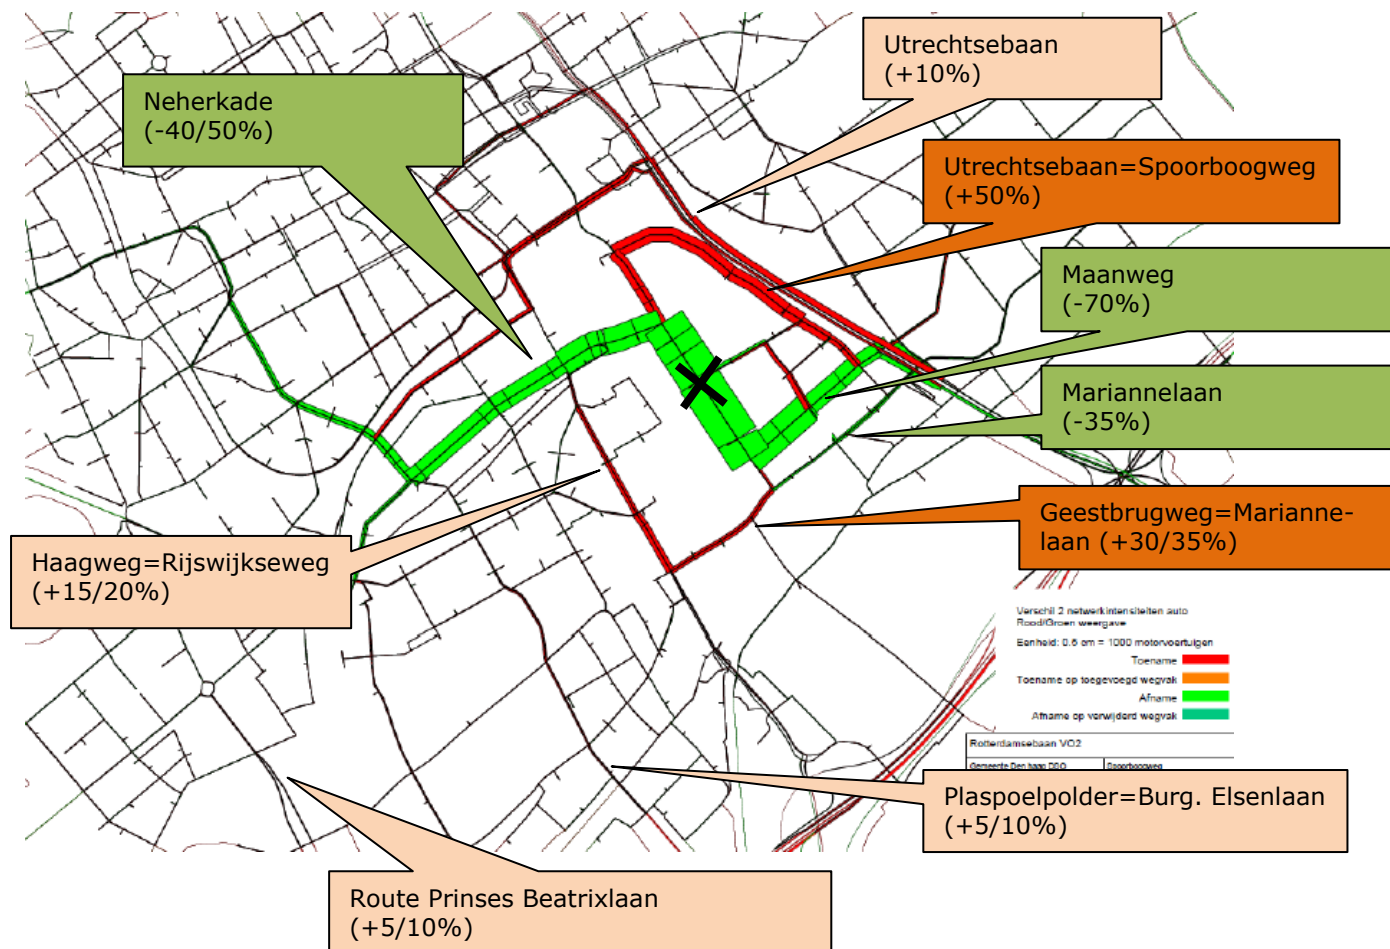 Utrechtsebaan
(+10%)
Neherkade
(-40/50%)
Utrechtsebaan=Spoorboogweg
(+50%)
Maanweg
(-70%)
Mariannelaan
(-35%)
Geestbrugweg=Marianne-
laan (+30/35%)
Haagweg=Rijswijkseweg
(+15/20%)
Verschil 2 netwerkintensiteiten auto
Rood/Groen weergave
Eenheid: 0.6 cm = 1000 motorvoertuigen
Toename
Toename op toegevoegd wegvak
Afname
Afname op verwijderd wegvak
Rotterdamsebaan VO2
Gemeente Den haag DSO Spoorboogweg
Plaspoelpolder=Burg. Elsenlaan
(+5/10%)
Route Prinses Beatrixlaan
(+5/10%)